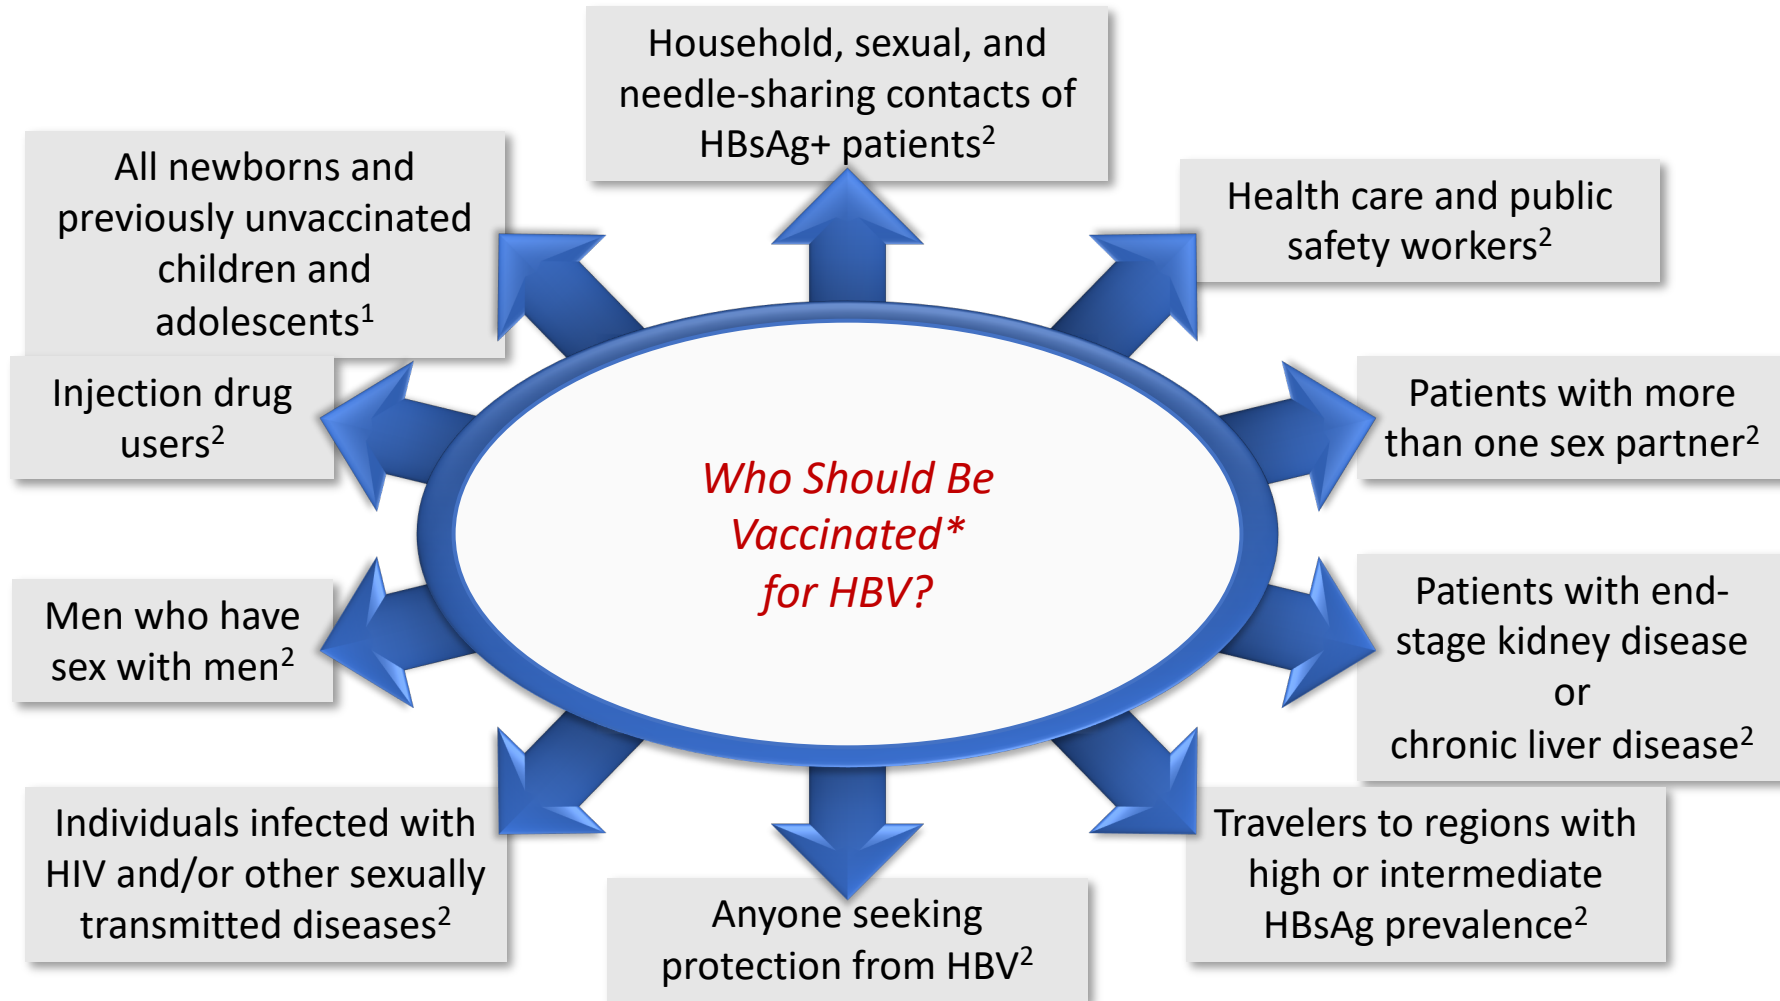 Household, sexual, and
needle-sharing contacts of
HBsAg+ patients²
All newborns and
previously unvaccinated
children and
adolescents¹
Health care and public
safety workers²
Injection drug
users²
Patients with more
than one sex partner²
Who Should Be
Vaccinated*
for HBV?
Men who have
sex with men²
Patients with end-
stage kidney disease
or
chronic liver disease²
Individuals infected with
HIV and/or other sexually
transmitted diseases²
Anyone seeking
protection from HBV²
Travelers to regions with
high or intermediate
HBsAg prevalence²